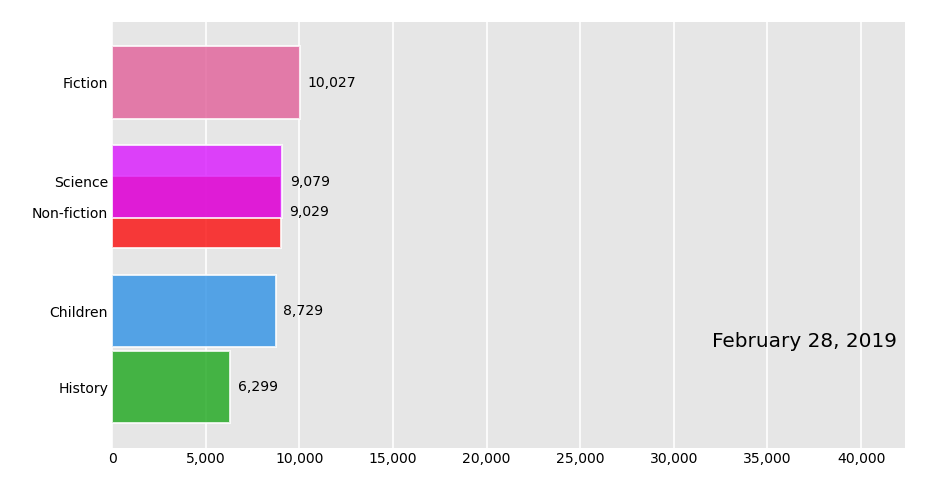 Fiction 10,027
Science 9,079
Non-fiction 9,029
Children 8,729
February 28, 2019
History 6,299
0 5,000 10,000 15,000 20,000 25,000 30,000 35,000 40,000